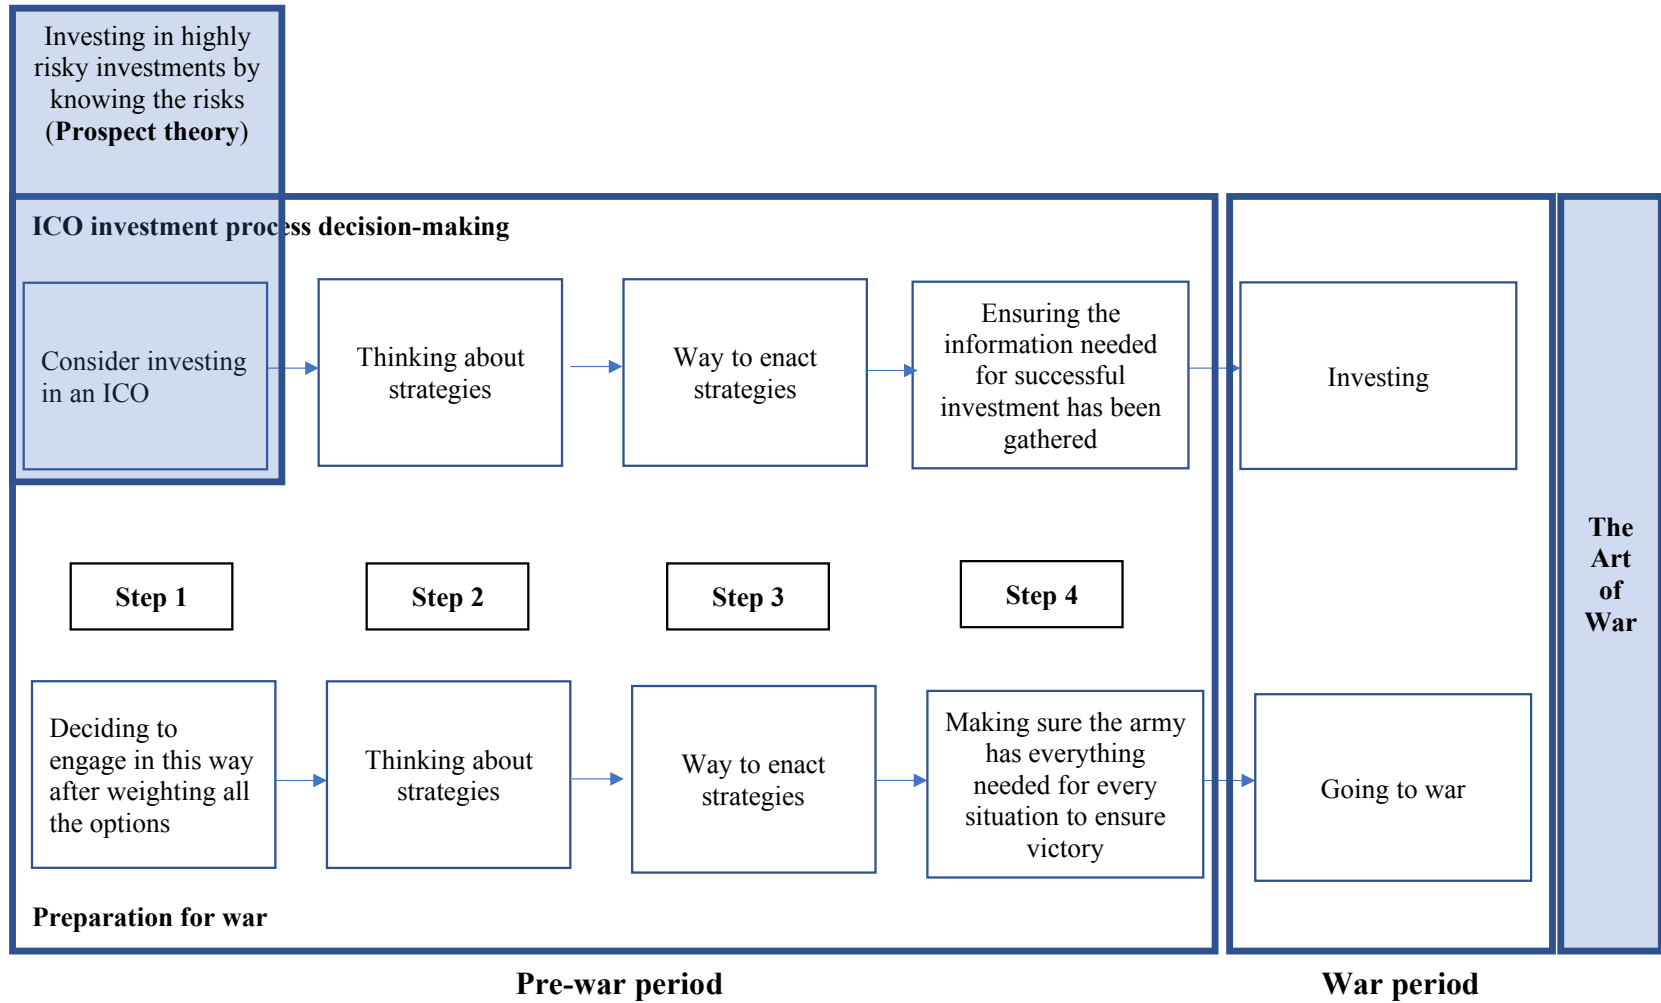 Investing in highly
risky investments by
knowing the risks
(Prospect theory)
ICO investment process decision-making
Consider investing
in an ICO
Thinking about
strategies
Way to enact
strategies
Ensuring the
information needed
for successful
investment has been
gathered
Investing
Step 1
Step 2
Step 3
Step 4
The
Art
of
War
Deciding to
engage in this way
after weighting all
the options
Thinking about
strategies
Way to enact
strategies
Making sure the army
has everything
needed for every
situation to ensure
victory
Going to war
Preparation for war
Pre-war period
War period